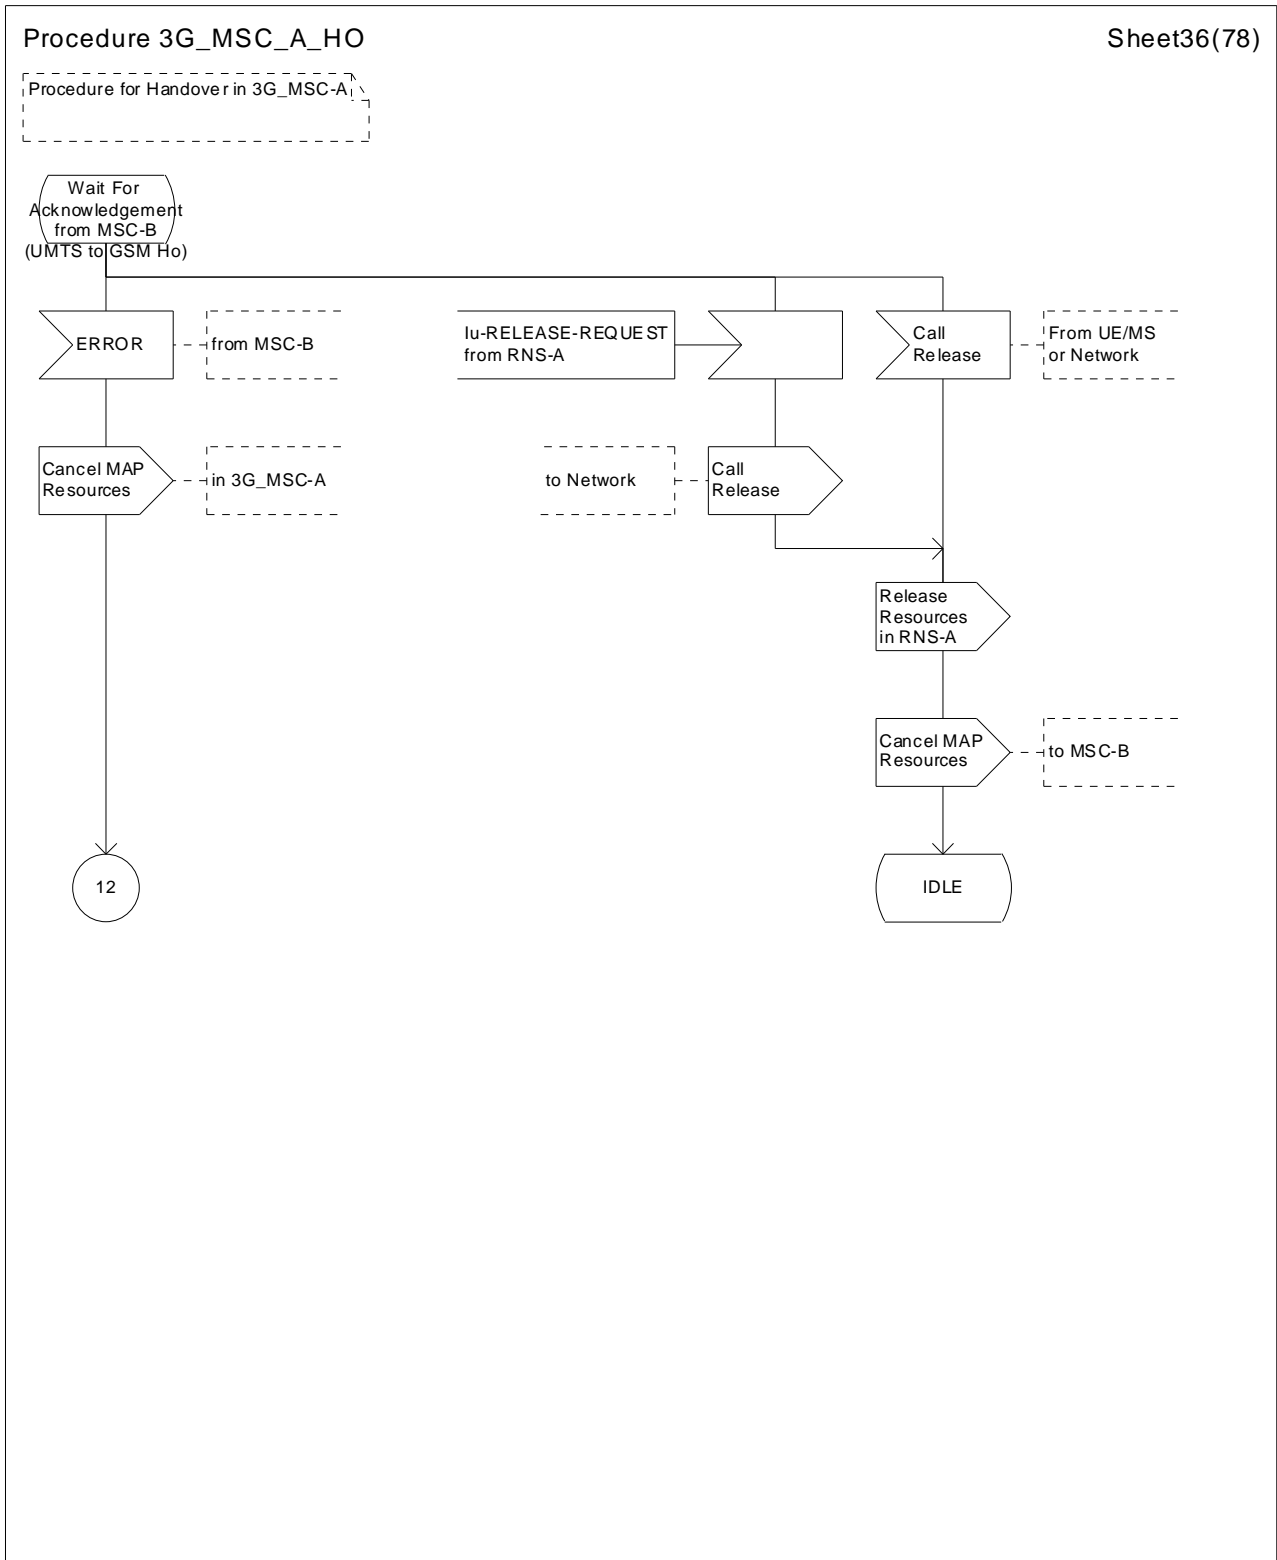 Procedure 3G_MSC_A_HO
Sheet36(78)
Procedure for Handover in 3G_MSC-A
Wait For
Acknowledgement
from MSC-B
(UMTS to GSM Ho)
ERROR
from MSC-B
Iu-RELEASE-REQUEST
from RNS-A
Call
Release
From UE/MS
or Network
Cancel MAP
Resources
in 3G_MSC-A
to Network
Call
Release
Release
Resources
in RNS-A
Cancel MAP
Resources
to MSC-B
12
IDLE